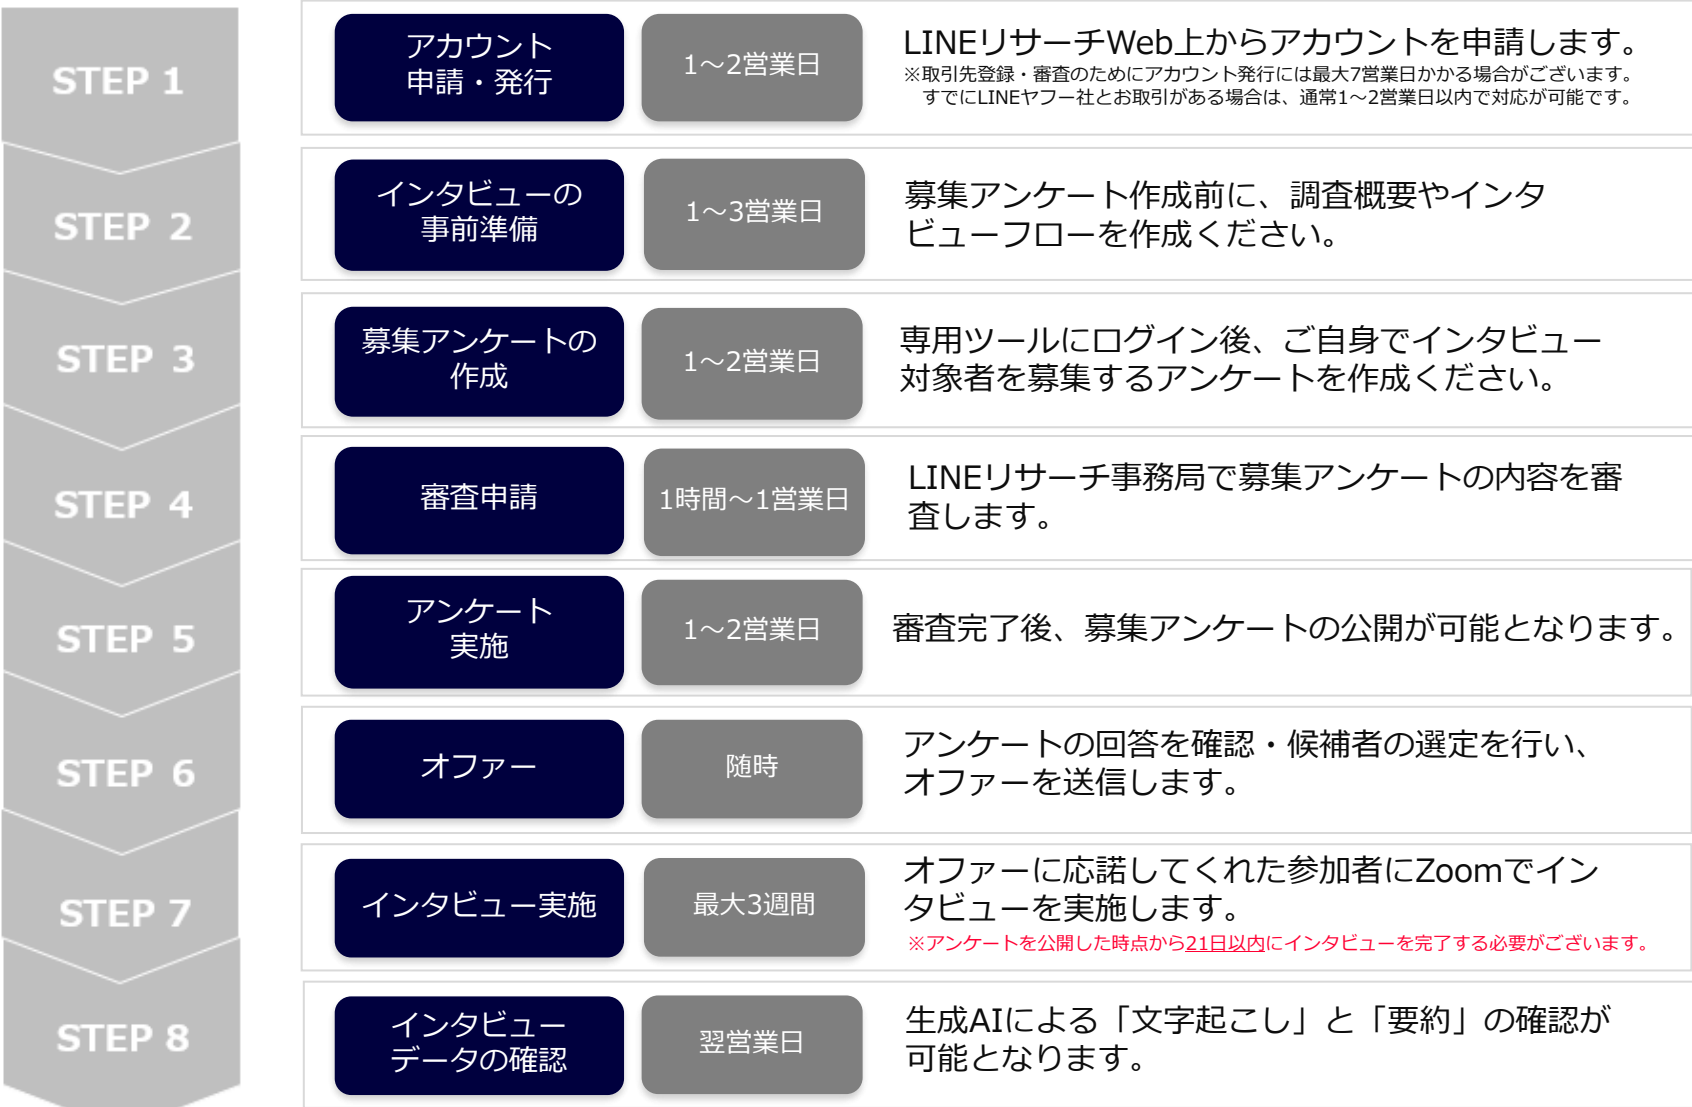 STEP 1
アカウント
申請・発行
1～2営業日
LINEリサーチWeb上からアカウントを申請します。
※取引先登録・審査のためにアカウント発行には最大7営業日かかる場合がございます。
すでにLINEヤフー社とお取引がある場合は、通常1～2営業日以内で対応が可能です。
STEP 2
インタビューの
事前準備
1～3営業日
募集アンケート作成前に、調査概要やインタ
ビューフローを作成ください。
STEP 3
募集アンケートの
作成
1～2営業日
専用ツールにログイン後、ご自身でインタビュー
対象者を募集するアンケートを作成ください。
STEP 4
審査申請
1時間～1営業日
LINEリサーチ事務局で募集アンケートの内容を審
査します。
STEP 5
アンケート
実施
1～2営業日
審査完了後、募集アンケートの公開が可能となります。
STEP 6
オファー
随時
アンケートの回答を確認・候補者の選定を行い、
オファーを送信します。
STEP 7
インタビュー実施
最大3週間
オファーに応諾してくれた参加者にZoomでイン
タビューを実施します。
※アンケートを公開した時点から21日以内にインタビューを完了する必要がございます。
STEP 8
インタビュー
データの確認
翌営業日
生成AIによる「文字起こし」と「要約」の確認が
可能となります。